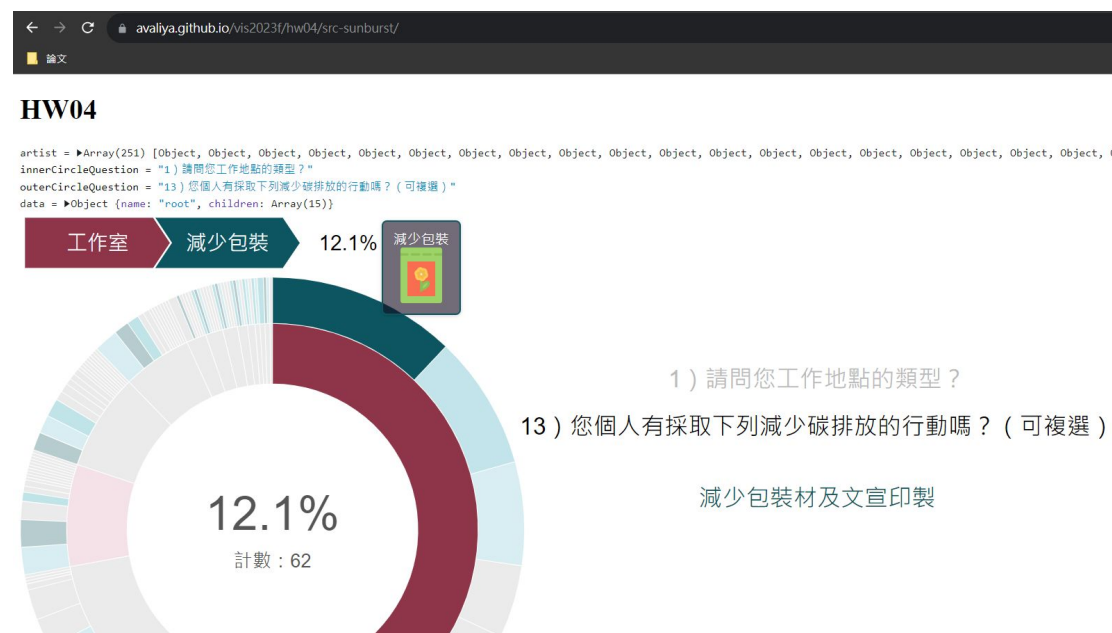 avaliya.github.io/vis2023f/hw04/src-sunburst/
論文
HW04
artist = ▶Array(251) [Object, Object, Object, Object, Object, Object, Object, Object, Object, Object, Object, Object, Object, Object, Object, Object, Object, Object, Object,
innerCircleQuestion = "1）請問您工作地點的類型？"
outerCircleQuestion = "13）您個人有採取下列減少碳排放的行動嗎？（可複選）"
data = ▶Object {name: "root", children: Array(15)}
工作室
減少包裝
12.1%
減少包裝
1）請問您工作地點的類型？
13）您個人有採取下列減少碳排放的行動嗎？（可複選）
減少包裝材及文宣印製
12.1%
計數：62